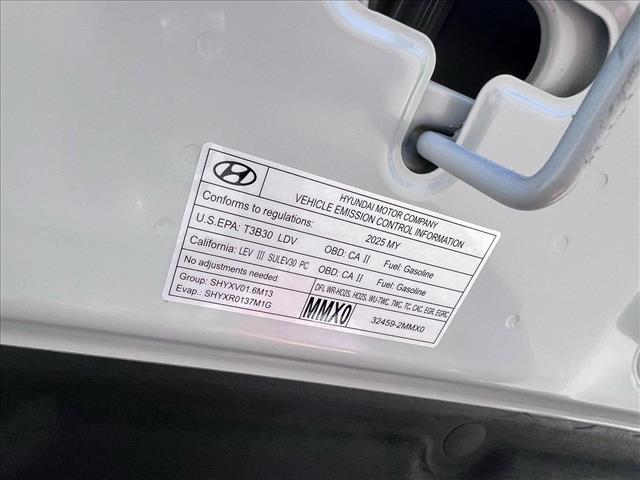 HYUNDAI MOTOR COMPANY
VEHICLE EMISSION CONTROL INFORMATION
Conforms to regulations: 2025 MY
U.S.EPA: T3B30 LDV OBD: CA II Fuel: Gasoline
California: LEV III SULEV30 PC OBD: CA II Fuel: Gasoline
No adjustments needed
DFI, WR-HO2S, HO2S, WU-TWC, TWC, TC, CAC, EGR, EGRC
Group: SHYXV01.6M13
Evap.: SHYXR0137M1G
MMX0 32459-2MMX0